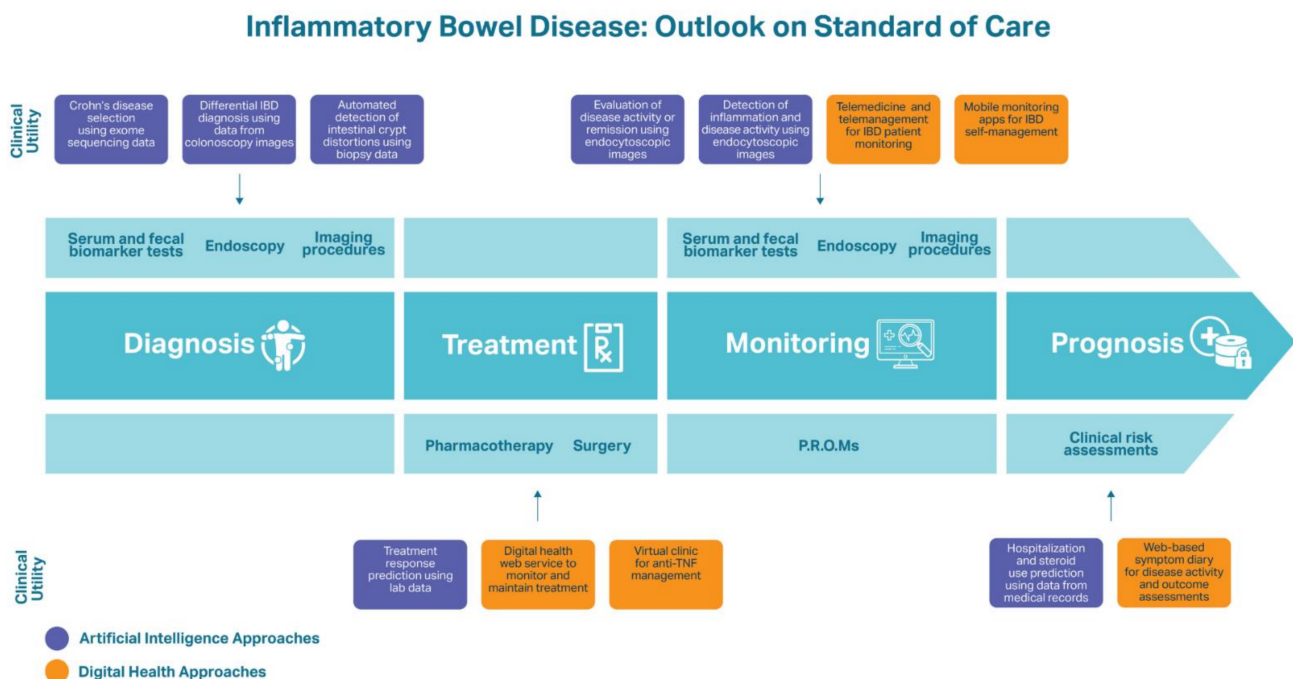 Inflammatory Bowel Disease: Outlook on Standard of Care
Clinical
Utility
Crohn's disease
selection
using exome
sequencing data
Differential IBD
diagnosis using
data from
colonoscopy images
Automated
detection of
intestinal crypt
distortions using
biopsy data
Evaluation of
disease activity or
remission using
endocytoscopic
images
Detection of
inflammation and
disease activity using
endocytoscopic
images
Telemedicine and
telemanagement
for IBD patient
monitoring
Mobile monitoring
apps for IBD
self-management
Serum and fecal
biomarker tests
Endoscopy
Imaging
procedures
Serum and fecal
biomarker tests
Endoscopy
Imaging
procedures
Diagnosis
Treatment
Rx
Monitoring
Prognosis
Pharmacotherapy
Surgery
P.R.O.Ms
Clinical risk
assessments
Clinical
Utility
Treatment
response
prediction using
lab data
Digital health
web service to
monitor and
maintain treatment
Virtual clinic
for anti-TNF
management
Hospitalization
and steroid
use prediction
using data from
medical records
Web-based
symptom diary
for disease activity
and outcome
assessments
Artificial Intelligence Approaches
Digital Health Approaches